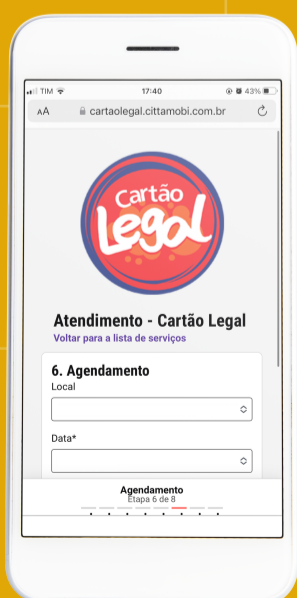 TIM 17:40 43%
AA cartaolegal.cittamobi.com.br
Cartão
Legal
Atendimento - Cartão Legal
Voltar para a lista de serviços
6. Agendamento
Local
Data*
Agendamento
Etapa 6 de 8